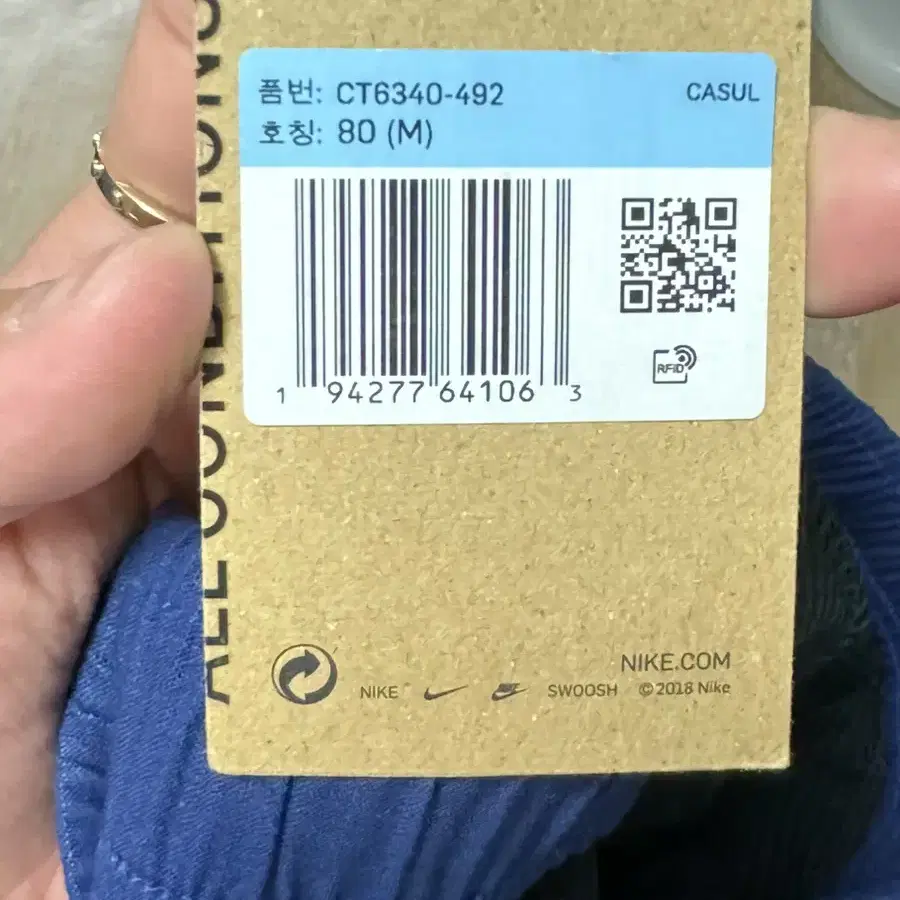 품번: CT6340-492
CASUL
호칭: 80 (M)
1 94277 64106 3
RFID
ALL CONDITIONS
NIKE.COM
NIKE SWOOSH ©2018 Nike